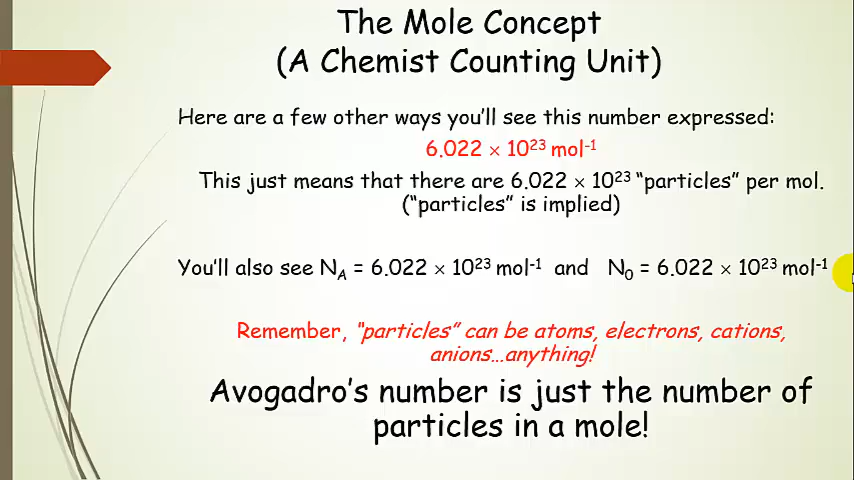 The Mole Concept
(A Chemist Counting Unit)
Here are a few other ways you'll see this number expressed:
6.022 × 10²³ mol⁻¹
This just means that there are 6.022 × 10²³ “particles” per mol.
(“particles” is implied)
You'll also see N_A = 6.022 × 10²³ mol⁻¹ and N₀ = 6.022 × 10²³ mol⁻¹
Remember, “particles” can be atoms, electrons, cations,
anions…anything!
Avogadro's number is just the number of
particles in a mole!